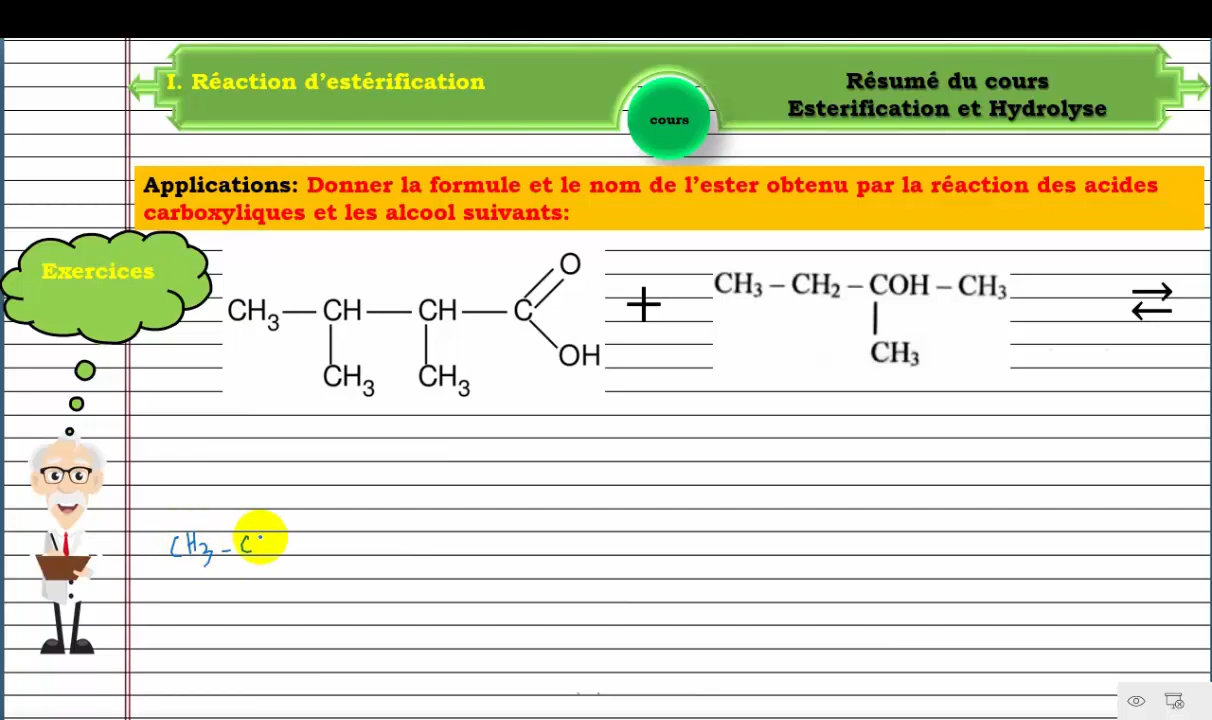 I. Réaction d'estérification
cours
Résumé du cours
Esterification et Hydrolyse
Applications: Donner la formule et le nom de l'ester obtenu par la réaction des acides
carboxyliques et les alcool suivants:
Exercices
O
CH3 — CH — CH — C
OH
CH3 CH3
+
CH3 – CH2 – COH – CH3
CH3
⇄
CH3 - C